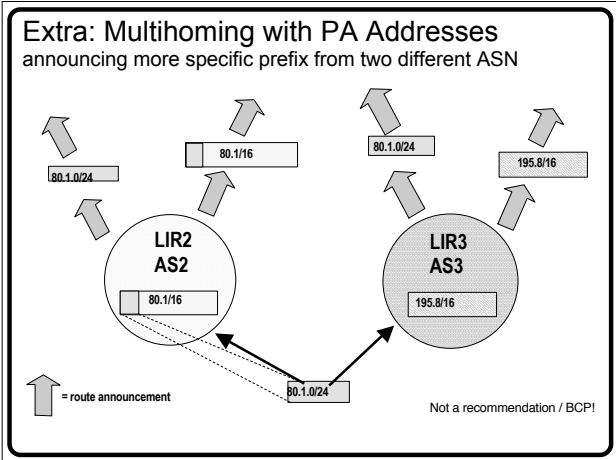 Extra: Multihoming with PA Addresses
announcing more specific prefix from two different ASN
80.1.0/24
80.1/16
80.1.0/24
195.8/16
LIR2
AS2
80.1/16
LIR3
AS3
195.8/16
80.1.0/24
= route announcement
Not a recommendation / BCP!